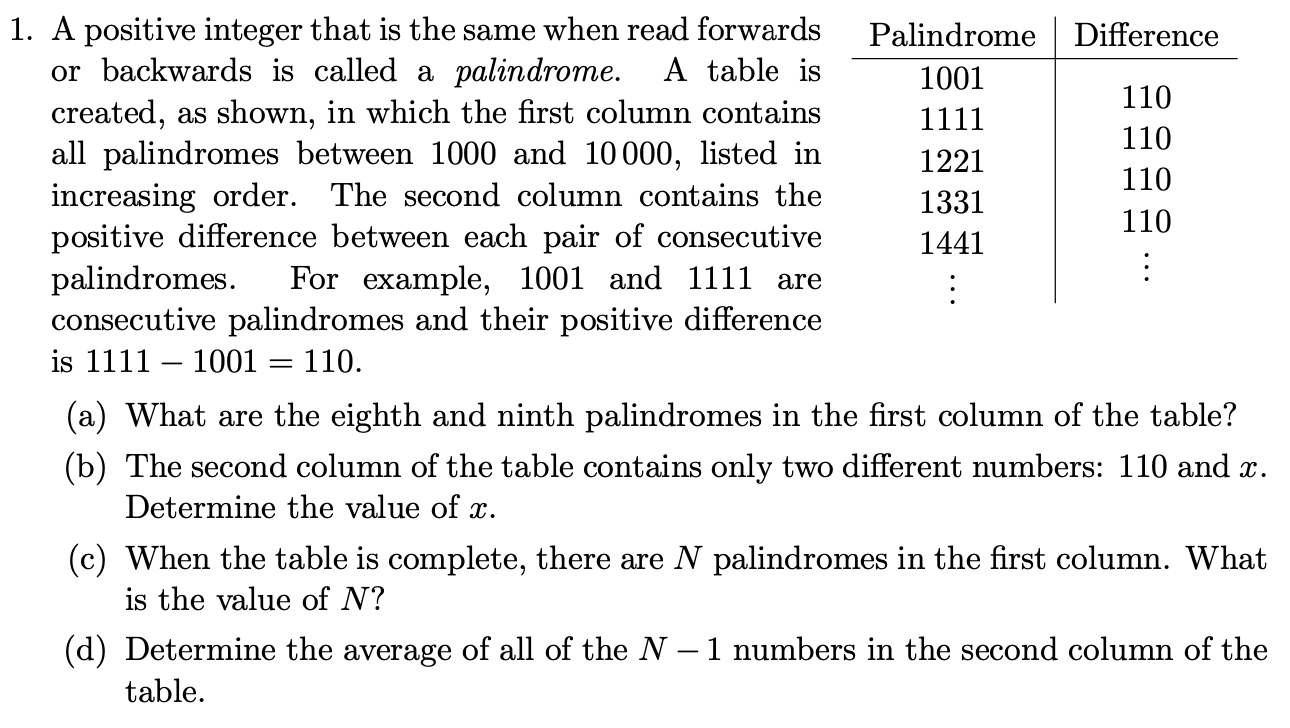 1. A positive integer that is the same when read forwards
or backwards is called a palindrome. A table is
created, as shown, in which the first column contains
all palindromes between 1000 and 10 000, listed in
increasing order. The second column contains the
positive difference between each pair of consecutive
palindromes. For example, 1001 and 1111 are
consecutive palindromes and their positive difference
is 1111 − 1001 = 110.
Palindrome Difference
1001
110
1111
110
1221
110
1331
110
1441
⋮
⋮
(a) What are the eighth and ninth palindromes in the first column of the table?
(b) The second column of the table contains only two different numbers: 110 and x.
Determine the value of x.
(c) When the table is complete, there are N palindromes in the first column. What
is the value of N?
(d) Determine the average of all of the N − 1 numbers in the second column of the
table.